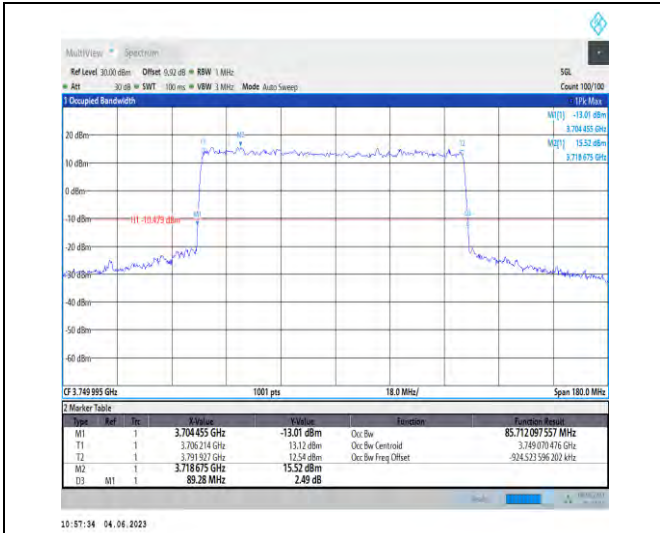 MultiView Spectrum
Ref Level 30.00 dBm Offset 0.92 dB RBW 1 MHz SGL
Att 30 dB SWT 100 ms VBW 3 MHz Mode Auto Sweep Count 100/100
1 Occupied Bandwidth 1Pk Max
M1[1] -13.01 dBm
3.704 455 GHz
M2[1] 15.52 dBm
3.718 675 GHz
20 dBm
T1 M2 T2
10 dBm
0 dBm
-10 dBm H1 -10.479 dBm M1 D3
-20 dBm
-30 dBm
-40 dBm
-50 dBm
-60 dBm
CF 3.749 995 GHz 1001 pts 18.0 MHz/ Span 180.0 MHz
2 Marker Table
Type Ref Trc X-Value Y-Value Function Function Result
M1 1 3.704 455 GHz -13.01 dBm Occ Bw 85.712 097 557 MHz
T1 1 3.706 214 GHz 13.12 dBm Occ Bw Centroid 3.749 070 476 GHz
T2 1 3.791 927 GHz 12.54 dBm Occ Bw Freq Offset -924.523 596 202 kHz
M2 1 3.718 675 GHz 15.52 dBm
D3 M1 1 89.28 MHz 2.49 dB
10:57:34 04.06.2023